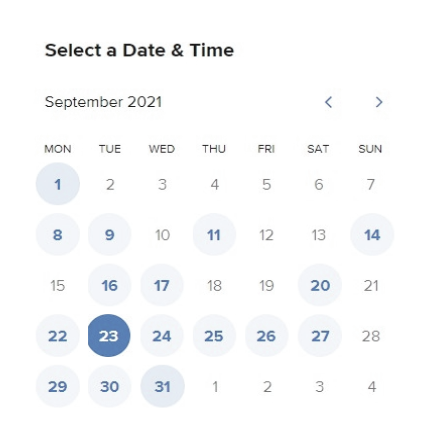 Select a Date & Time
September 2021
MON TUE WED THU FRI SAT SUN
1 2 3 4 5 6 7
8 9 10 11 12 13 14
15 16 17 18 19 20 21
22 23 24 25 26 27 28
29 30 31 1 2 3 4